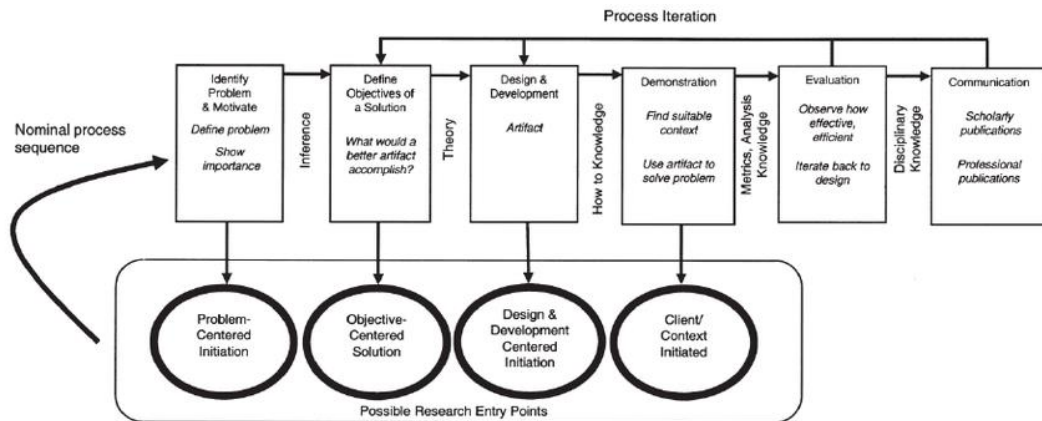 Process Iteration
Nominal process
sequence
Identify
Problem
& Motivate
Define problem
Show
importance
Inference
Define
Objectives of
a Solution
What would a
better artifact
accomplish?
Theory
Design &
Development
Artifact
How to Knowledge
Demonstration
Find suitable
context
Use artifact to
solve problem
Metrics, Analysis
Knowledge
Evaluation
Observe how
effective,
efficient
Iterate back to
design
Disciplinary
Knowledge
Communication
Scholarly
publications
Professional
publications
Problem-
Centered
Initiation
Objective-
Centered
Solution
Design &
Development
Centered
Initiation
Client/
Context
Initiated
Possible Research Entry Points